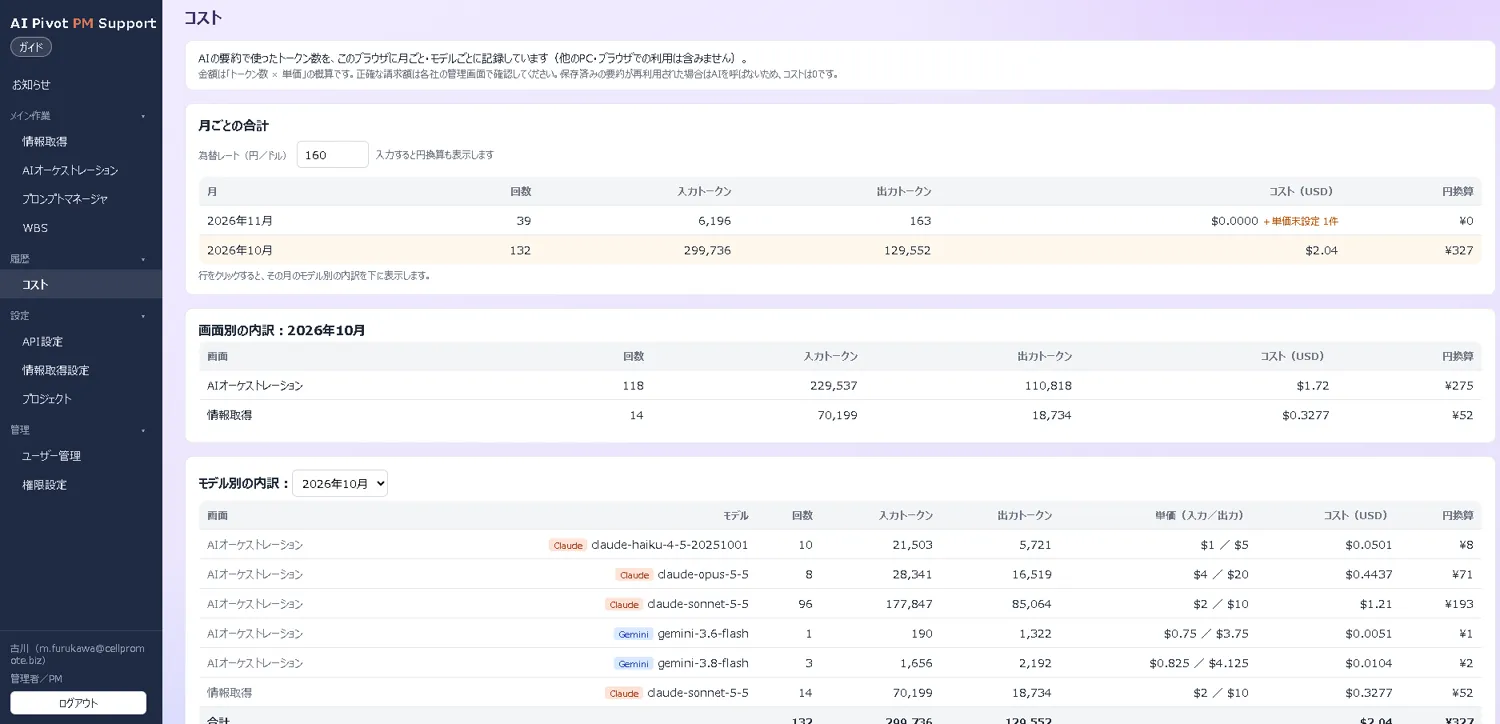 AI Pivot PM Support
ガイド
お知らせ
メイン作業
情報取得
AIオーケストレーション
プロンプトマネージャ
WBS
履歴
コスト
設定
API設定
情報取得設定
プロジェクト
管理
ユーザー管理
権限設定
古川（m.furukawa@cellprom
ote.biz）
管理者／PM
ログアウト
コスト
AIの要約で使ったトークン数を、このブラウザに月ごと・モデルごとに記録しています（他のPC・ブラウザでの利用は含みません）。
金額は「トークン数 × 単価」の概算です。正確な請求額は各社の管理画面で確認してください。保存済みの要約が再利用された場合はAIを呼ばないため、コストは0です。
月ごとの合計
為替レート（円／ドル） 160 入力すると円換算も表示します
月 回数 入力トークン 出力トークン コスト（USD） 円換算
2026年11月 39 6,196 163 $0.0000 ＋単価未設定 1件 ¥0
2026年10月 132 299,736 129,552 $2.04 ¥327
行をクリックすると、その月のモデル別の内訳を下に表示します。
画面別の内訳：2026年10月
画面 回数 入力トークン 出力トークン コスト（USD） 円換算
AIオーケストレーション 118 229,537 110,818 $1.72 ¥275
情報取得 14 70,199 18,734 $0.3277 ¥52
モデル別の内訳： 2026年10月
画面 モデル 回数 入力トークン 出力トークン 単価（入力／出力） コスト（USD） 円換算
AIオーケストレーション Claude claude-haiku-4-5-20251001 10 21,503 5,721 $1 ／ $5 $0.0501 ¥8
AIオーケストレーション Claude claude-opus-5-5 8 28,341 16,519 $4 ／ $20 $0.4437 ¥71
AIオーケストレーション Claude claude-sonnet-5-5 96 177,847 85,064 $2 ／ $10 $1.21 ¥193
AIオーケストレーション Gemini gemini-3.6-flash 1 190 1,322 $0.75 ／ $3.75 $0.0051 ¥1
AIオーケストレーション Gemini gemini-3.8-flash 3 1,656 2,192 $0.825 ／ $4.125 $0.0104 ¥2
情報取得 Claude claude-sonnet-5-5 14 70,199 18,734 $2 ／ $10 $0.3277 ¥52
合計 132 299,736 129,552 $2.04 ¥327